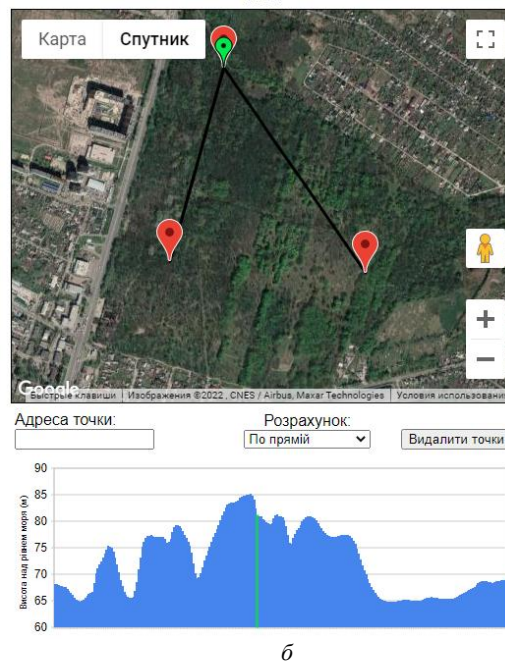 Карта Спутник
Google
Быстрые клавиши Изображения ©2022 , CNES / Airbus, Maxar Technologies Условия использования
Адреса точки: Розрахунок:
По прямій Видалити точки
Висота над рівнем моря (м)
90
85
80
75
70
65
60
б